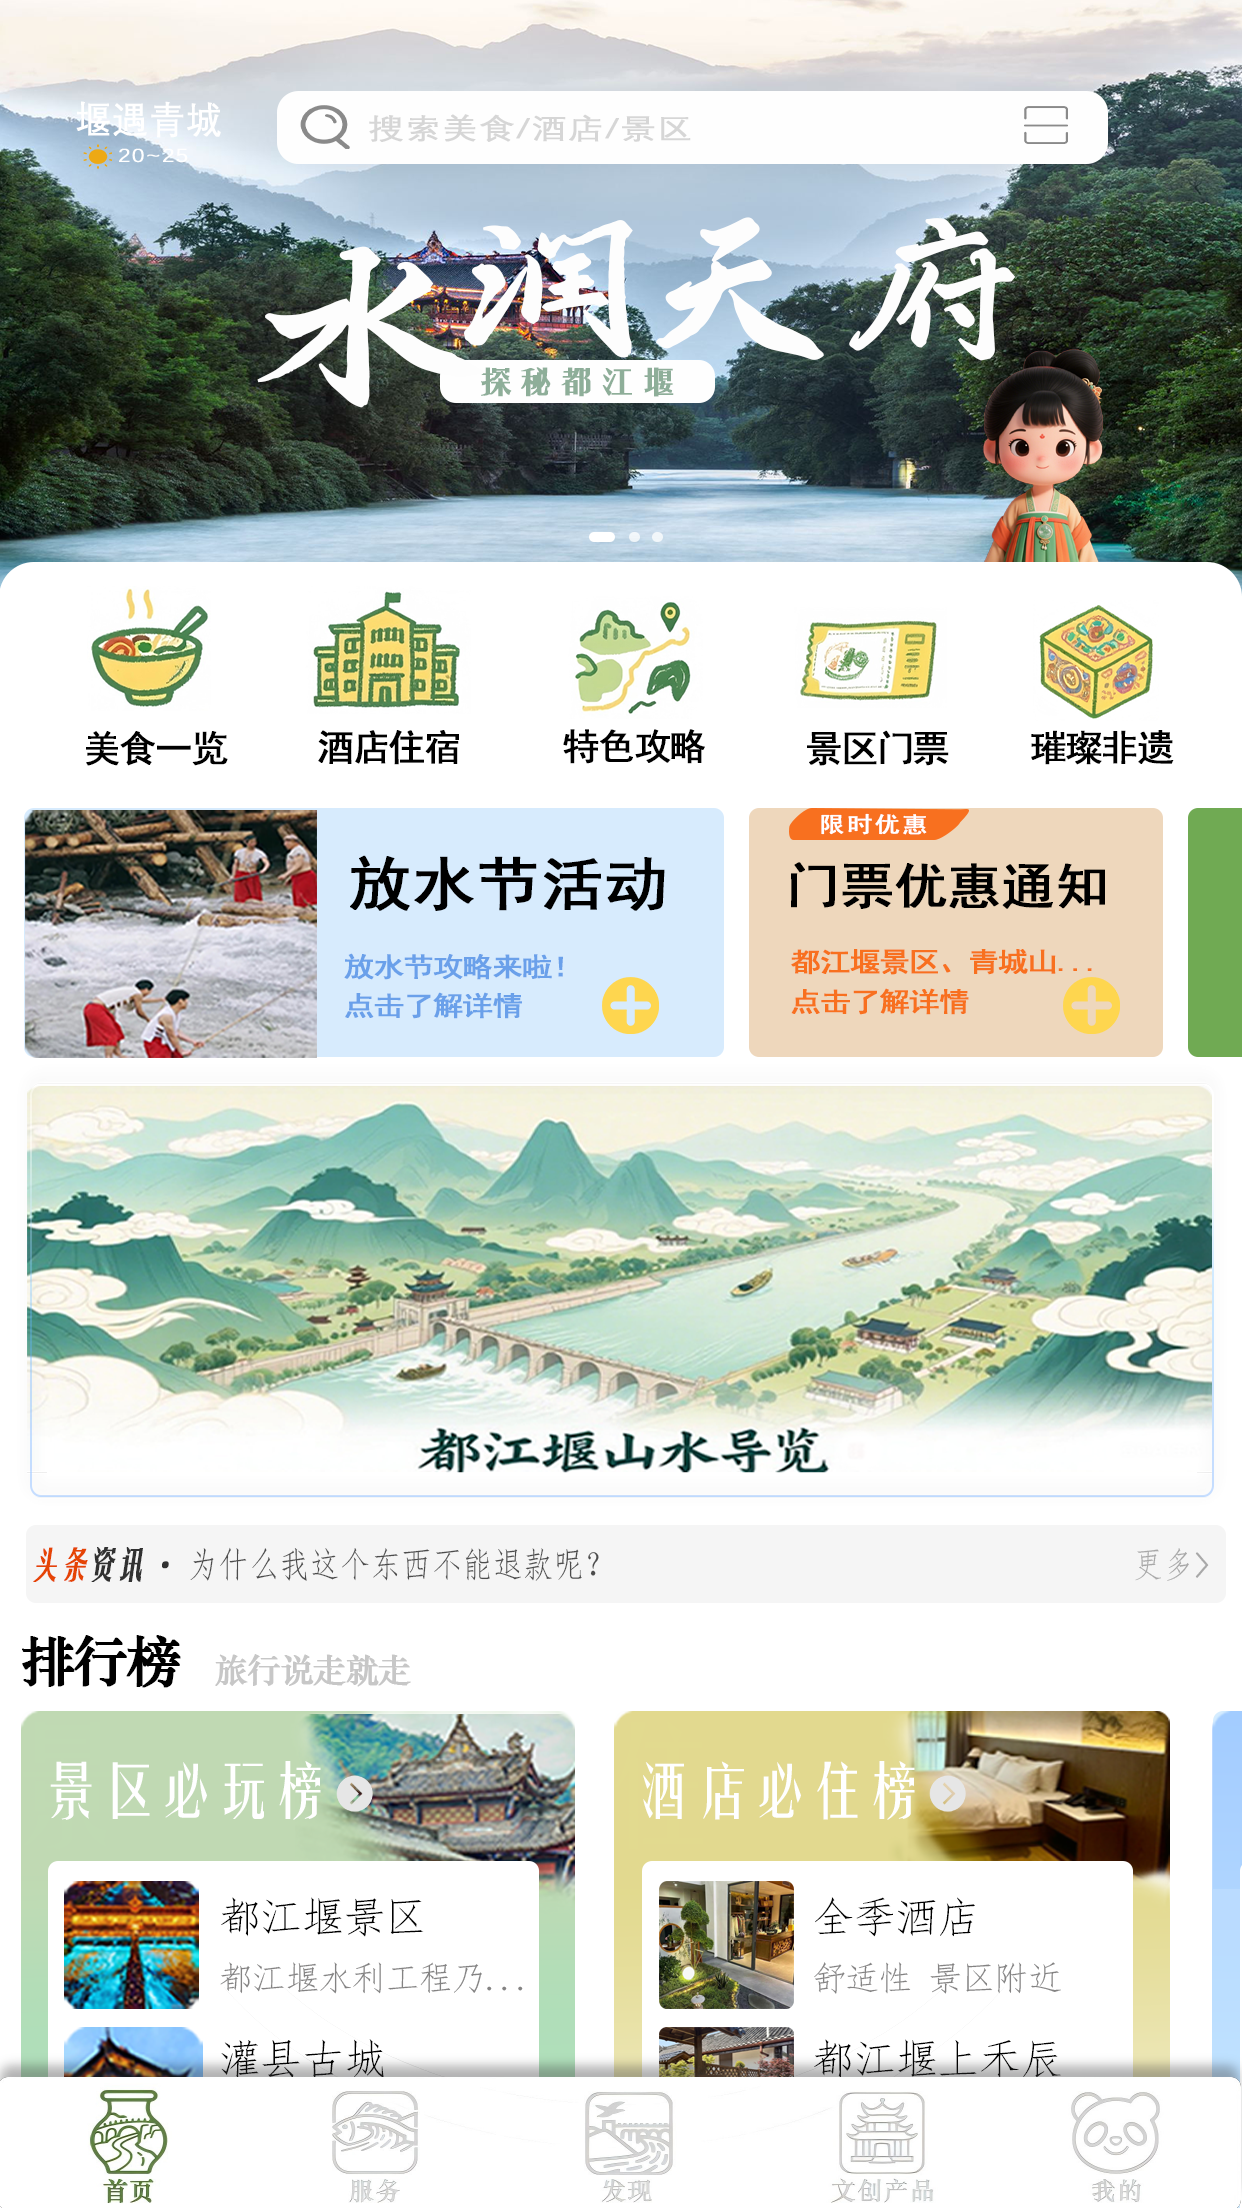 堰遇青城
20~25
搜索美食/酒店/景区
水润天府
探秘都江堰
美食一览
酒店住宿
特色攻略
景区门票
璀璨非遗
放水节活动
放水节攻略来啦!
点击了解详情
限时优惠
门票优惠通知
都江堰景区、青城山...
点击了解详情
都江堰山水导览
头条资讯 · 为什么我这个东西不能退款呢? 更多
排行榜 旅行说走就走
景区必玩榜
都江堰景区
都江堰水利工程乃...
灌县古城
酒店必住榜
全季酒店
舒适性 景区附近
都江堰上禾辰
首页
服务
发现
文创产品
我的